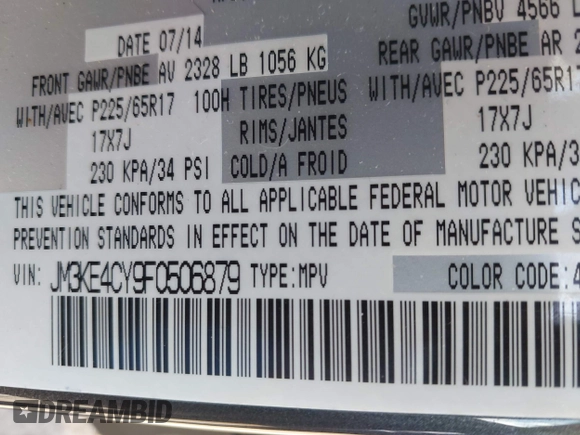 DATE 07/14
GVWR/PNBV 4566 L
FRONT GAWR/PNBE AV 2328 LB 1056 KG
REAR GAWR/PNBE AR 2
WITH/AVEC P225/65R17 100H TIRES/PNEUS WITH/AVEC P225/65R17
17X7J RIMS/JANTES 17X7J
230 KPA/34 PSI COLD/A FROID 230 KPA/3
THIS VEHICLE CONFORMS TO ALL APPLICABLE FEDERAL MOTOR VEHIC
PREVENTION STANDARDS IN EFFECT ON THE DATE OF MANUFACTURE S
VIN: JM3KE4CY9F0506879 TYPE:MPV COLOR CODE:4
DREAMBID